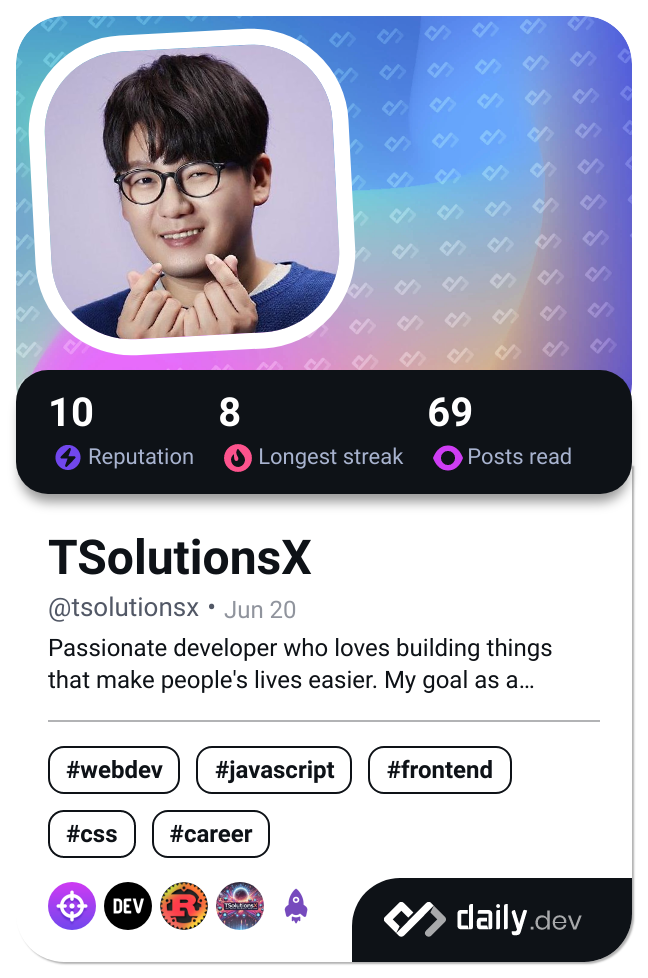 10 8 69
Reputation Longest streak Posts read
TSolutionsX
@tsolutionsx • Jun 20
Passionate developer who loves building things
that make people's lives easier. My goal as a...
#webdev #javascript #frontend
#css #career
DEV R TSolutionsX
daily.dev